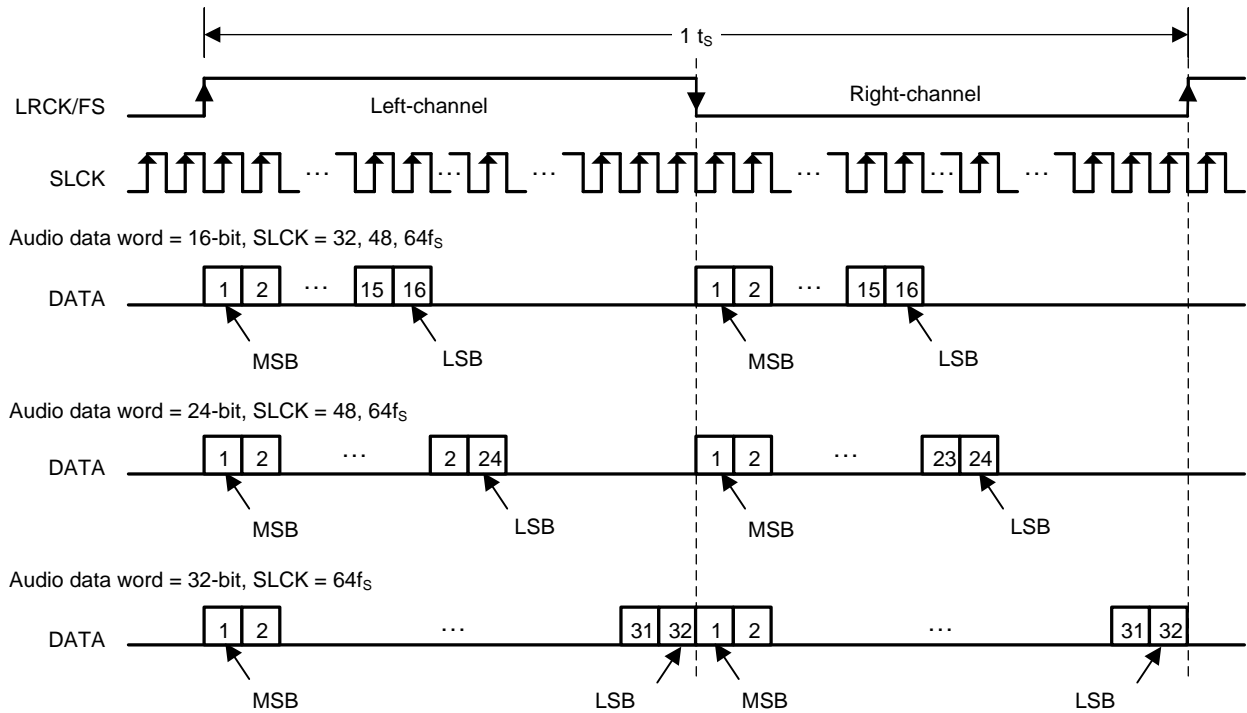 1 tS
LRCK/FS
Left-channel
Right-channel
SLCK
... ... ... ... ... ...
Audio data word = 16-bit, SLCK = 32, 48, 64fS
DATA
1 2 ... 15 16 1 2 ... 15 16
MSB LSB MSB LSB
Audio data word = 24-bit, SLCK = 48, 64fS
DATA
1 2 ... 2 24 1 2 ... 23 24
MSB LSB MSB LSB
Audio data word = 32-bit, SLCK = 64fS
DATA
1 2 ... 31 32 1 2 ... 31 32
MSB LSB MSB LSB